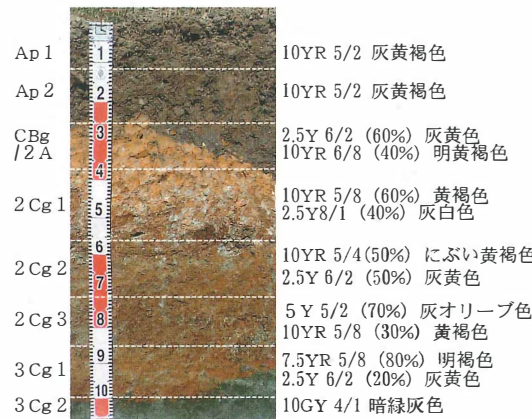 Ap 1
10YR 5/2 灰黄褐色
Ap 2
10YR 5/2 灰黄褐色
CBg
/2 A
2.5Y 6/2 (60%) 灰黄色
10YR 6/8 (40%) 明黄褐色
2 Cg 1
10YR 5/8 (60%) 黄褐色
2.5Y8/1 (40%) 灰白色
2 Cg 2
10YR 5/4(50%) にぶい黄褐色
2.5Y 6/2 (50%) 灰黄色
2 Cg 3
5 Y 5/2 (70%) 灰オリーブ色
10YR 5/8 (30%) 黄褐色
3 Cg 1
7.5YR 5/8 (80%) 明褐色
2.5Y 6/2 (20%) 灰黄色
3 Cg 2
10GY 4/1 暗緑灰色
1
2
3
4
5
6
7
8
9
10